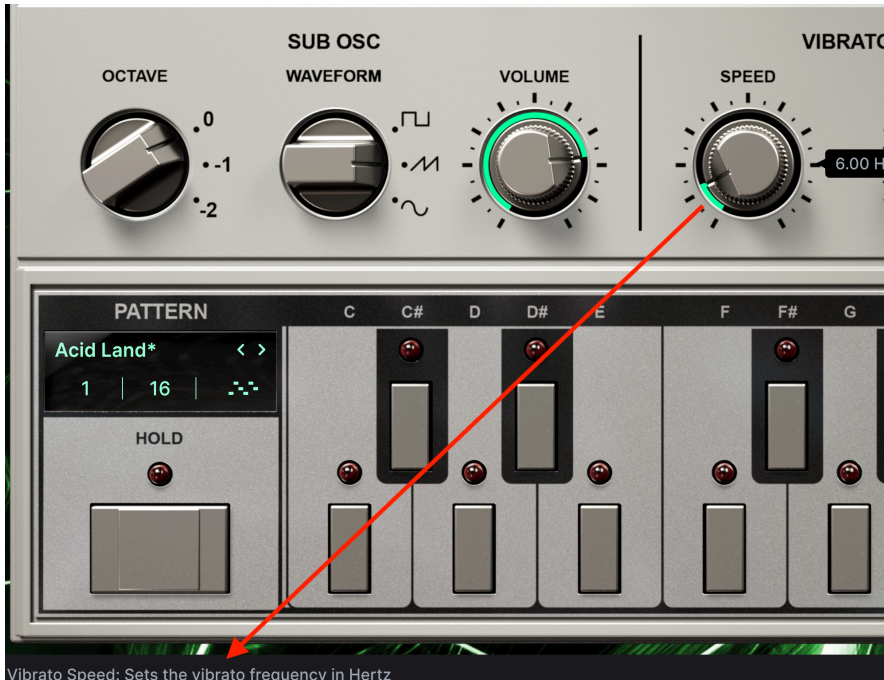 SUB OSC
VIBRATO
OCTAVE
WAVEFORM
VOLUME
SPEED
0
-1
-2
6.00 H
PATTERN
C
C#
D
D#
E
F
F#
G
Acid Land*
< >
1 | 16 |
HOLD
Vibrato Speed: Sets the vibrato frequency in Hertz